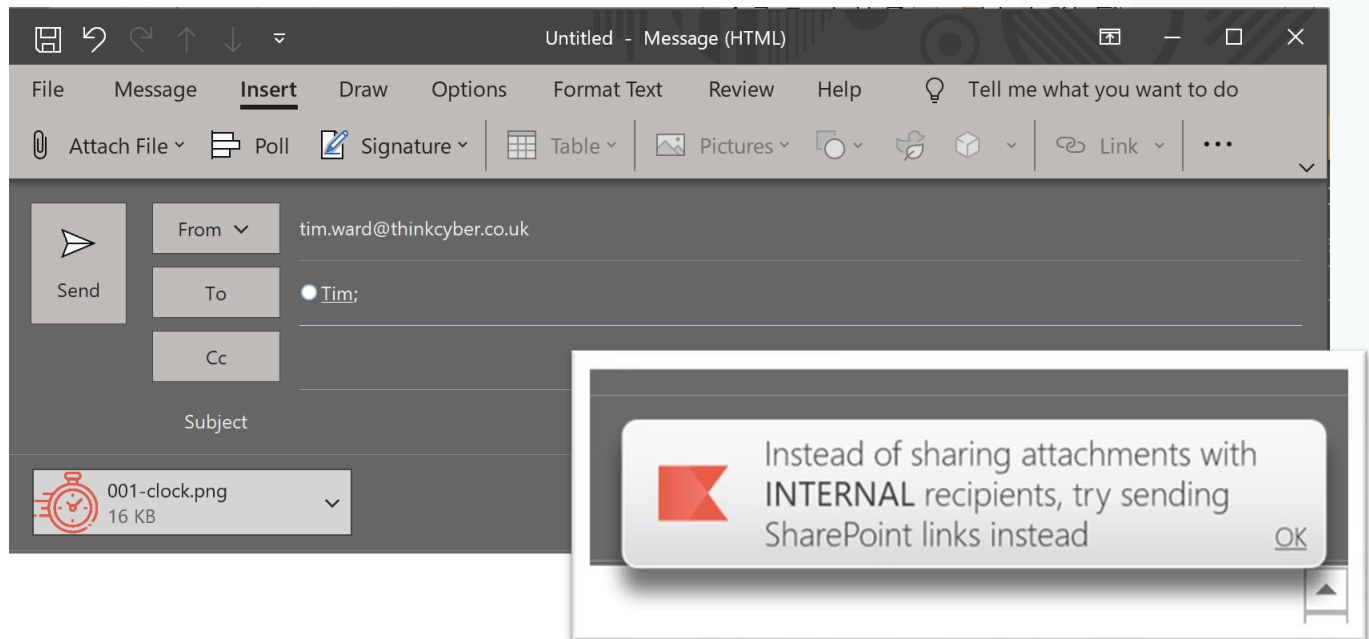 Untitled - Message (HTML)
File Message Insert Draw Options Format Text Review Help Tell me what you want to do
Attach File Poll Signature Table Pictures Link
Send
From tim.ward@thinkcyber.co.uk
To Tim;
Cc
Subject
001-clock.png
16 KB
Instead of sharing attachments with
INTERNAL recipients, try sending
SharePoint links instead
OK